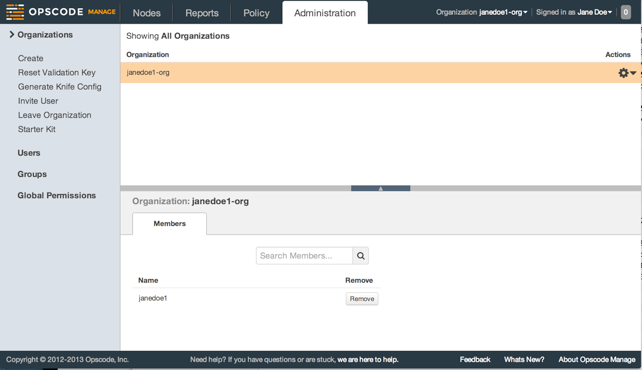 OPSCODE MANAGE Nodes Reports Policy Administration Organization janedoe1-org Signed in as Jane Doe 0
Organizations
Create
Reset Validation Key
Generate Knife Config
Invite User
Leave Organization
Starter Kit
Users
Groups
Global Permissions
Showing All Organizations
Organization Actions
janedoe1-org
Organization: janedoe1-org
Members
Search Members...
Name Remove
janedoe1 Remove
Copyright © 2012-2013 Opscode, Inc. Need help? If you have questions or are stuck, we are here to help. Feedback Whats New? About Opscode Manage